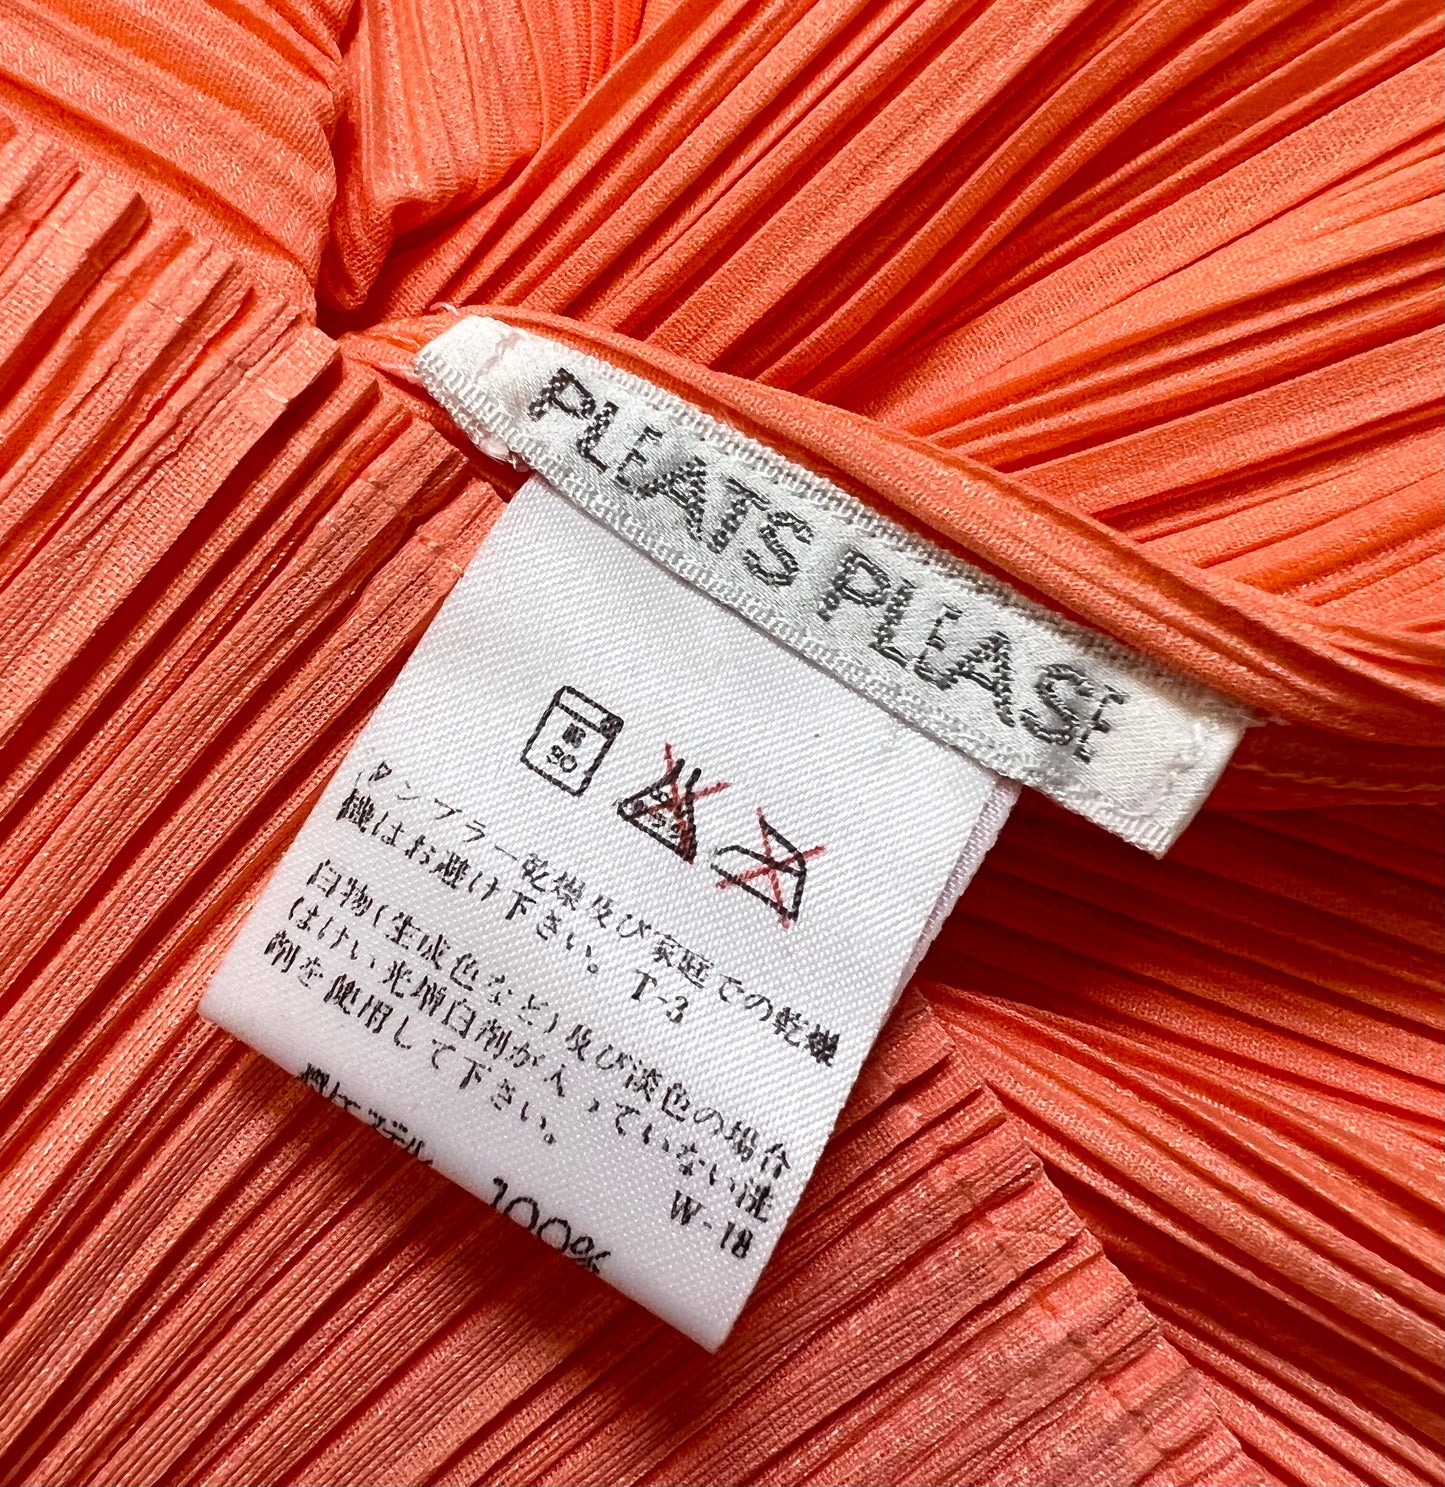 PLEATS PLEASE
タンブラー乾燥及び家庭での乾燥
機はお避け下さい。 T-3
白物(生成色など)及び淡色の場合
はけい光増白剤が入っていない洗
剤を使用して下さい。 W-18
100%